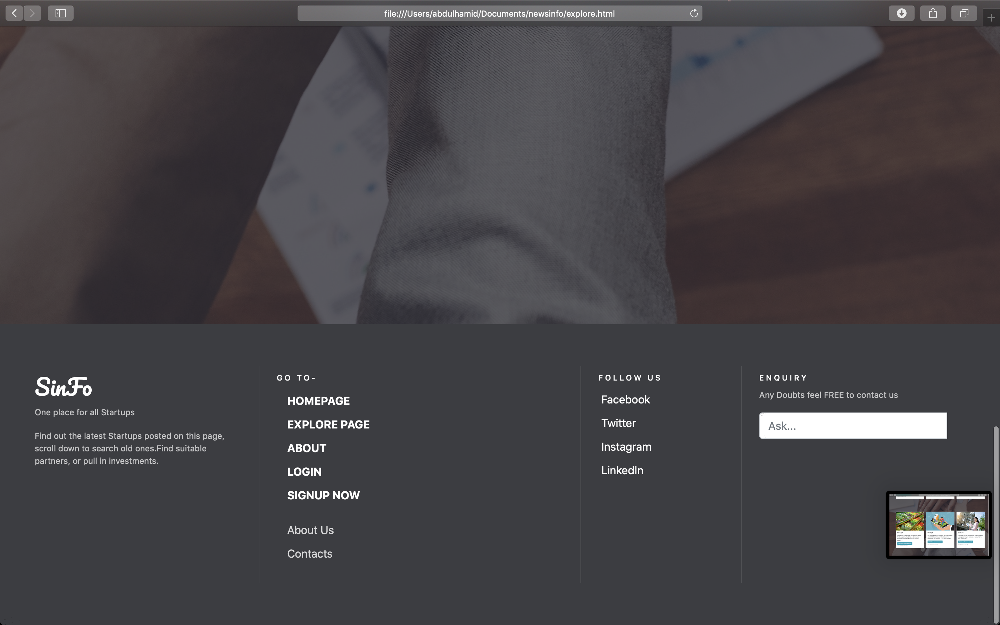 file:///Users/abdulhamid/Documents/newsinfo/explore.html
SinFo
One place for all Startups
Find out the latest Startups posted on this page,
scroll down to search old ones.Find suitable
partners, or pull in investments.
GO TO-
HOMEPAGE
EXPLORE PAGE
ABOUT
LOGIN
SIGNUP NOW
About Us
Contacts
FOLLOW US
Facebook
Twitter
Instagram
LinkedIn
ENQUIRY
Any Doubts feel FREE to contact us
Ask...